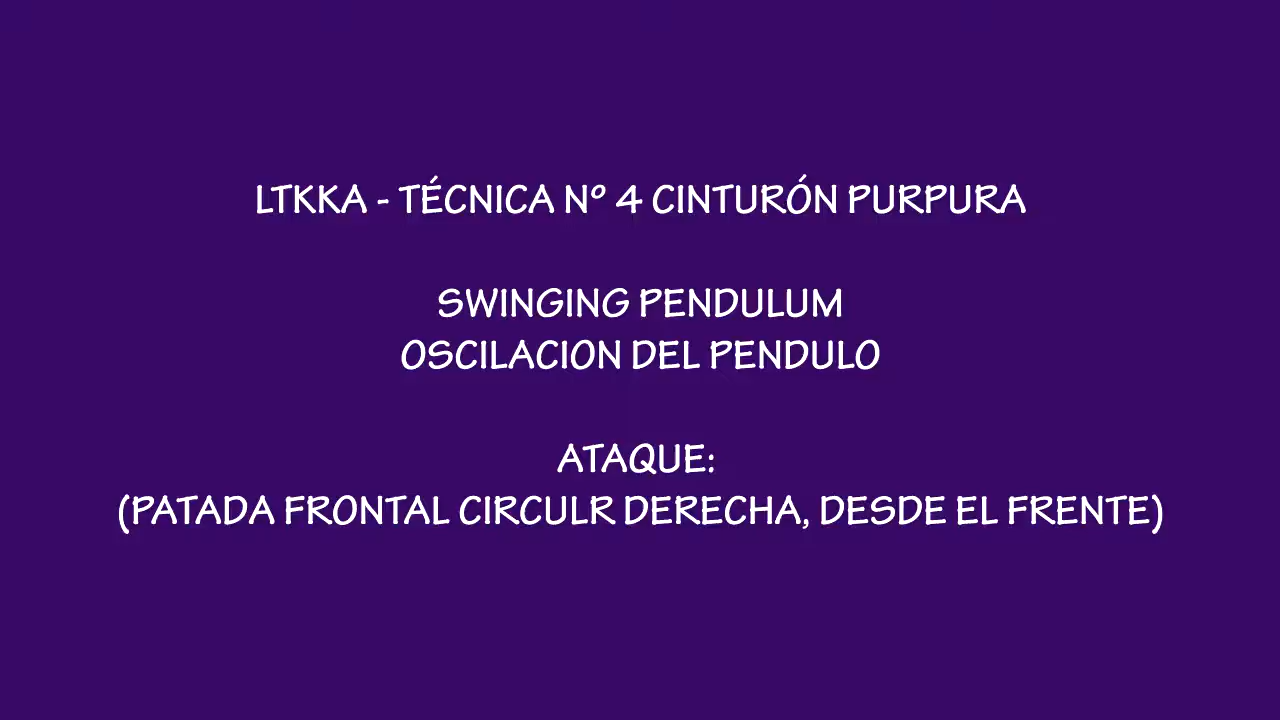 LTKKA - TÉCNICA Nº 4 CINTURÓN PURPURA
SWINGING PENDULUM
OSCILACION DEL PENDULO
ATAQUE:
(PATADA FRONTAL CIRCULR DERECHA, DESDE EL FRENTE)